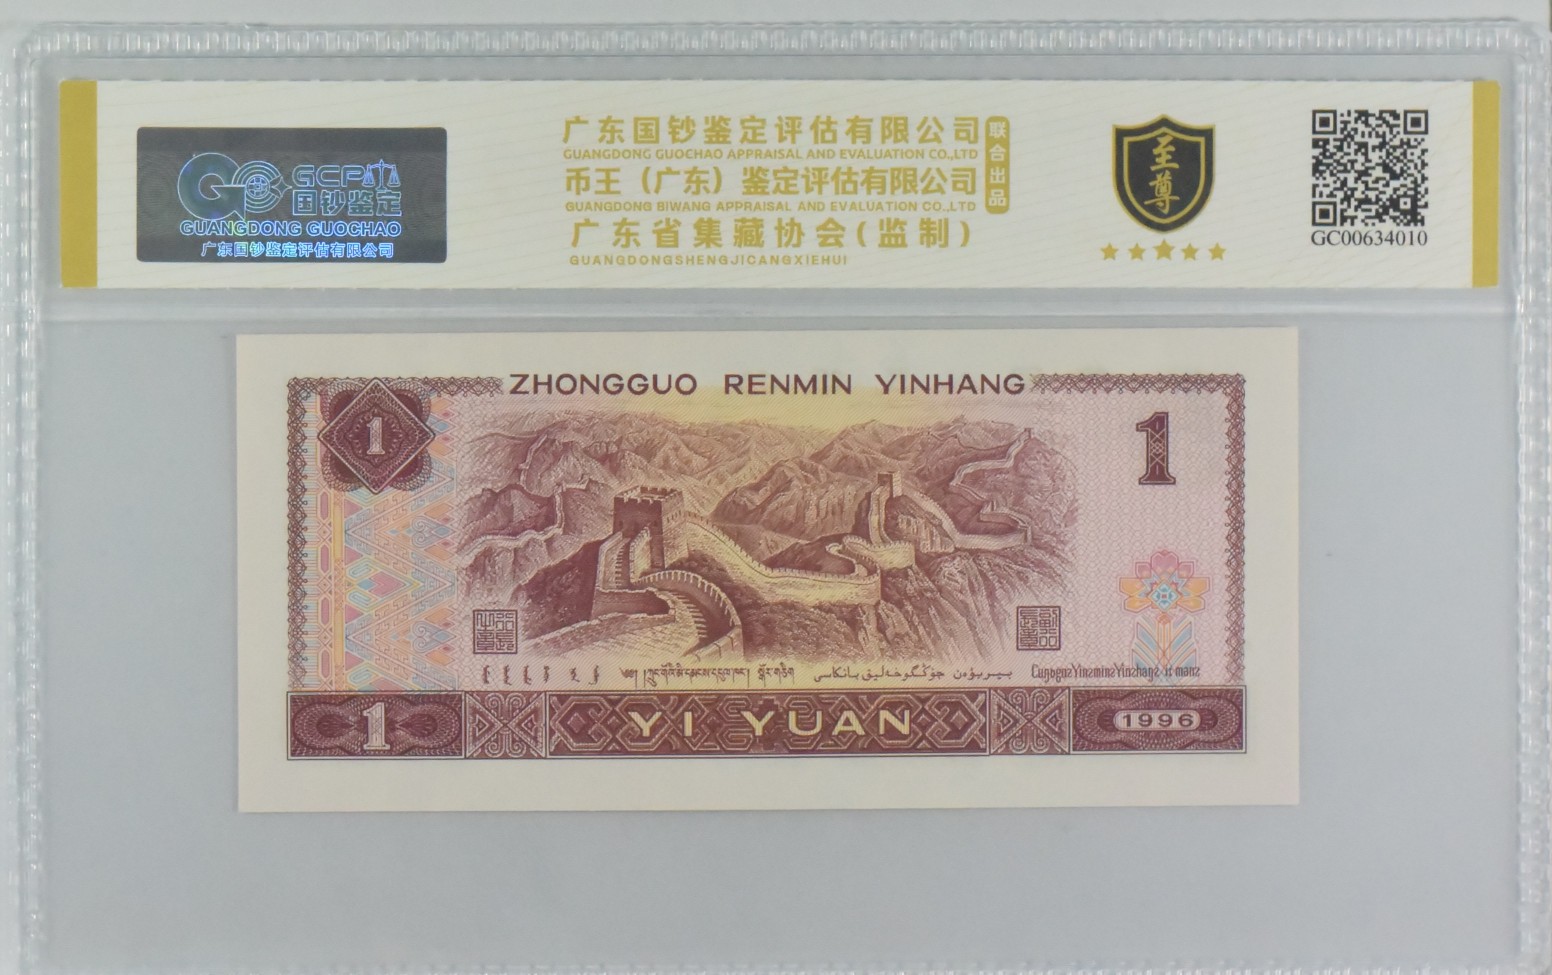 GCP
国钞鉴定
GUANGDONG GUOCHAO
广东国钞鉴定评估有限公司
广东国钞鉴定评估有限公司
GUANGDONG GUOCHAO APPRAISAL AND EVALUATION CO.,LTD
币王（广东）鉴定评估有限公司
GUANGDONG BIWANG APPRAISAL AND EVALUATION CO.,LTD
联合出品
广东省集藏协会(监制)
GUANGDONGSHENGJICANGXIEHUI
至尊
GC00634010
ZHONGGUO RENMIN YINHANG
1
1
YI YUAN
1
1996